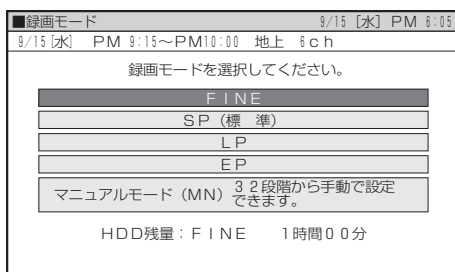 ■録画モード 9/15 [水] PM 6:05
9/15 [水] PM 9:15～PM10:00 地上 6ch
録画モードを選択してください。
FINE
SP（標 準）
LP
EP
マニュアルモード（MN）32段階から手動で設定
できます。
HDD残量：FINE 1時間00分